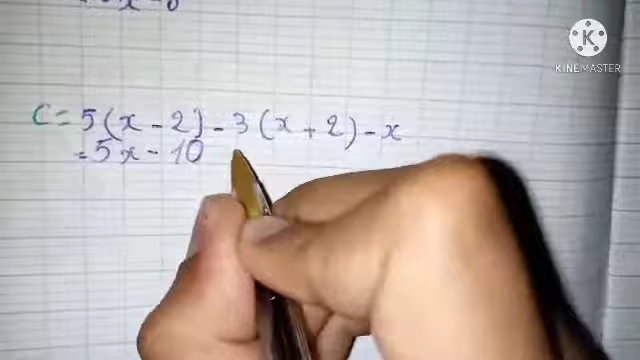 C = 5(x - 2) - 3(x + 2) - x
= 5x - 10
K
KINEMASTER